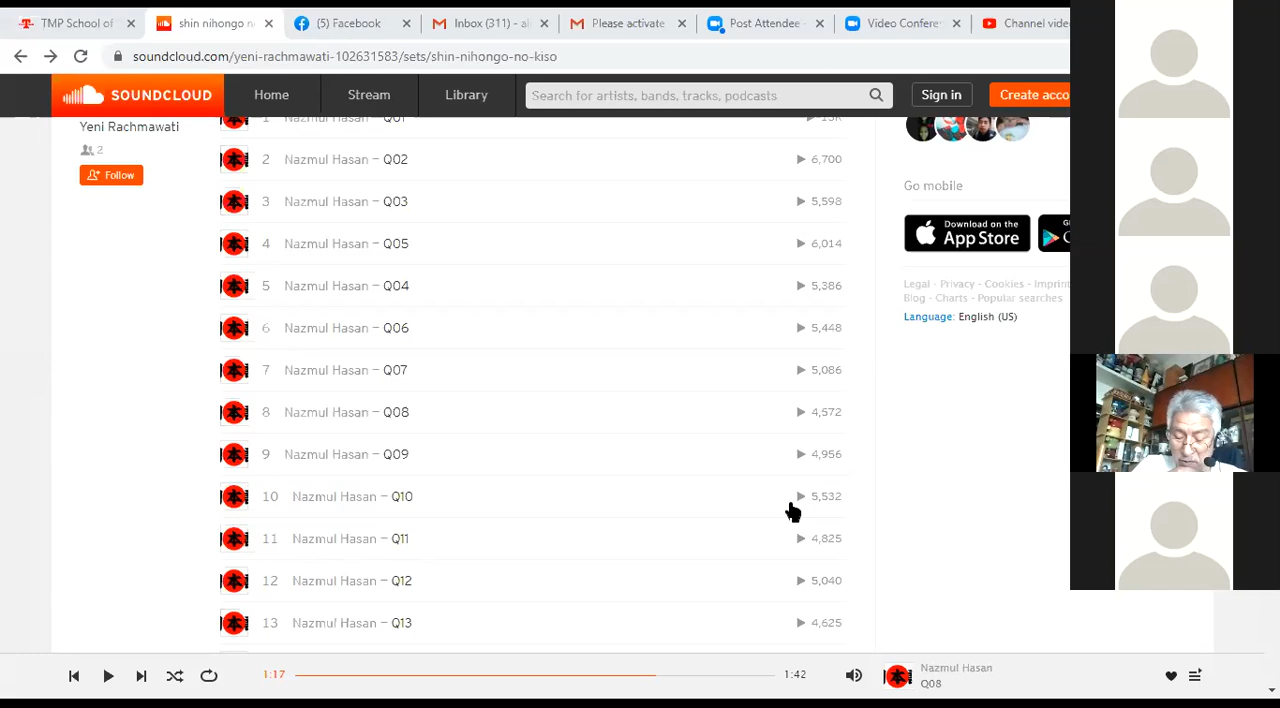 TMP School of
shin nihongo n
(5) Facebook
Inbox (311) - a
Please activate
Post Attendee
Video Confere
Channel vide
soundcloud.com/yeni-rachmawati-102631583/sets/shin-nihongo-no-kiso
SOUNDCLOUD
Home
Stream
Library
Search for artists, bands, tracks, podcasts
Sign in
Create acco
Yeni Rachmawati
2
Follow
1 Nazmul Hasan – Q01 15K
2 Nazmul Hasan – Q02 6,700
3 Nazmul Hasan – Q03 5,598
4 Nazmul Hasan – Q05 6,014
5 Nazmul Hasan – Q04 5,386
6 Nazmul Hasan – Q06 5,448
7 Nazmul Hasan – Q07 5,086
8 Nazmul Hasan – Q08 4,572
9 Nazmul Hasan – Q09 4,956
10 Nazmul Hasan – Q10 5,532
11 Nazmul Hasan – Q11 4,825
12 Nazmul Hasan – Q12 5,040
13 Nazmul Hasan – Q13 4,625
Go mobile
Download on the
App Store
Legal - Privacy - Cookies - Imprint
Blog - Charts - Popular searches
Language: English (US)
1:17
1:42
Nazmul Hasan
Q08